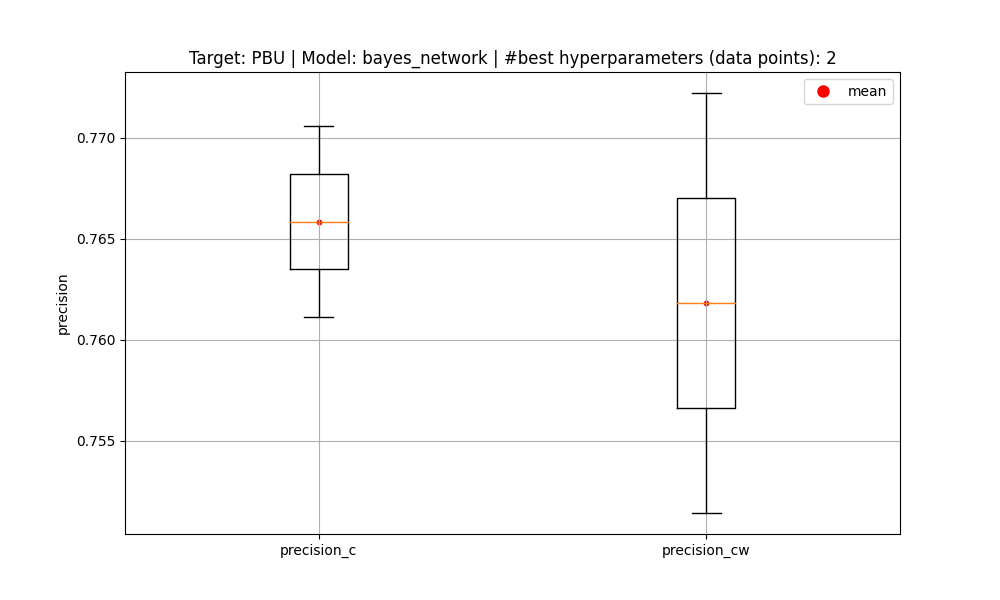 Target: PBU | Model: bayes_network | #best hyperparameters (data points): 2
mean
0.770
0.765
0.760
0.755
precision
precision_c
precision_cw